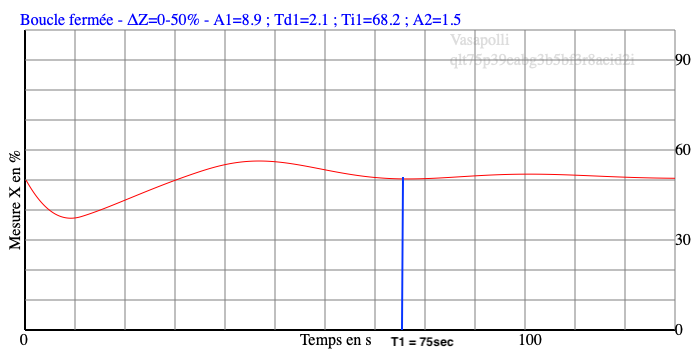 Boucle fermée - ΔZ=0-50% - A1=8.9 ; Td1=2.1 ; Ti1=68.2 ; A2=1.5
Vasapolli
90
60
Mesure X en %
30
0
0
Temps en s
T1 = 75sec
100